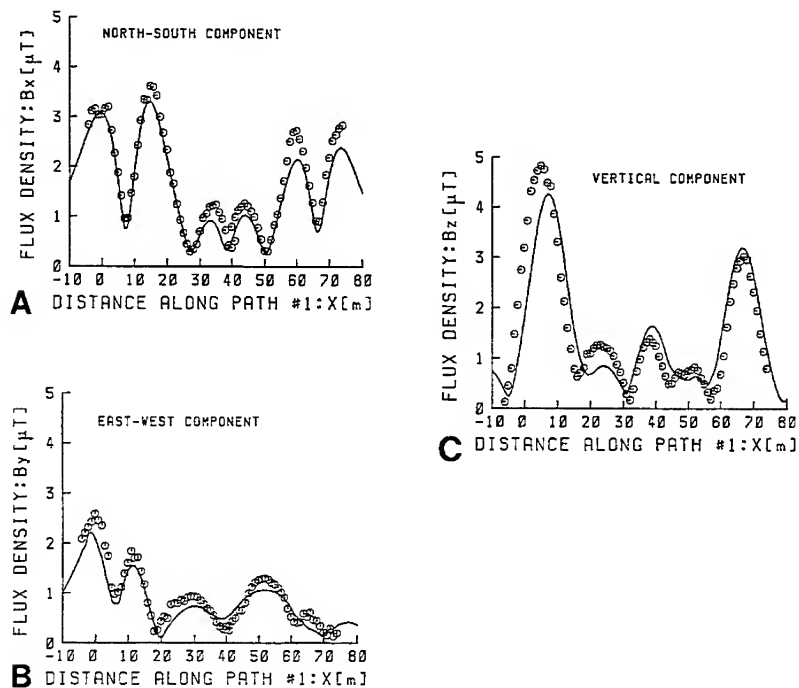 NORTH-SOUTH COMPONENT
FLUX DENSITY:Bx[μT]
5
4
3
2
1
0
-10 0 10 20 30 40 50 60 70 80
A DISTANCE ALONG PATH #1:X[m]
EAST-WEST COMPONENT
FLUX DENSITY:By[μT]
5
4
3
2
1
0
-10 0 10 20 30 40 50 60 70 80
B DISTANCE ALONG PATH #1:X[m]
VERTICAL COMPONENT
FLUX DENSITY:Bz[μT]
5
4
3
2
1
0
-10 0 10 20 30 40 50 60 70 80
C DISTANCE ALONG PATH #1:X[m]